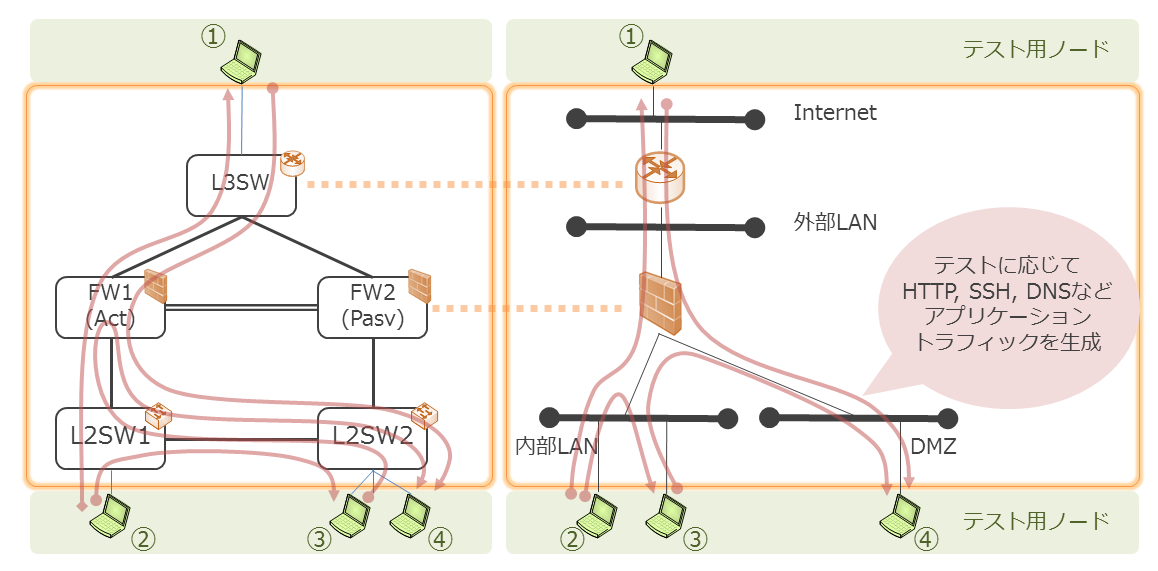 ①
L3SW
FW1
(Act)
FW2
(Pasv)
L2SW1
L2SW2
②
③
④
①
テスト用ノード
Internet
外部LAN
テストに応じて
HTTP, SSH, DNSなど
アプリケーション
トラフィックを生成
内部LAN
DMZ
②
③
④
テスト用ノード